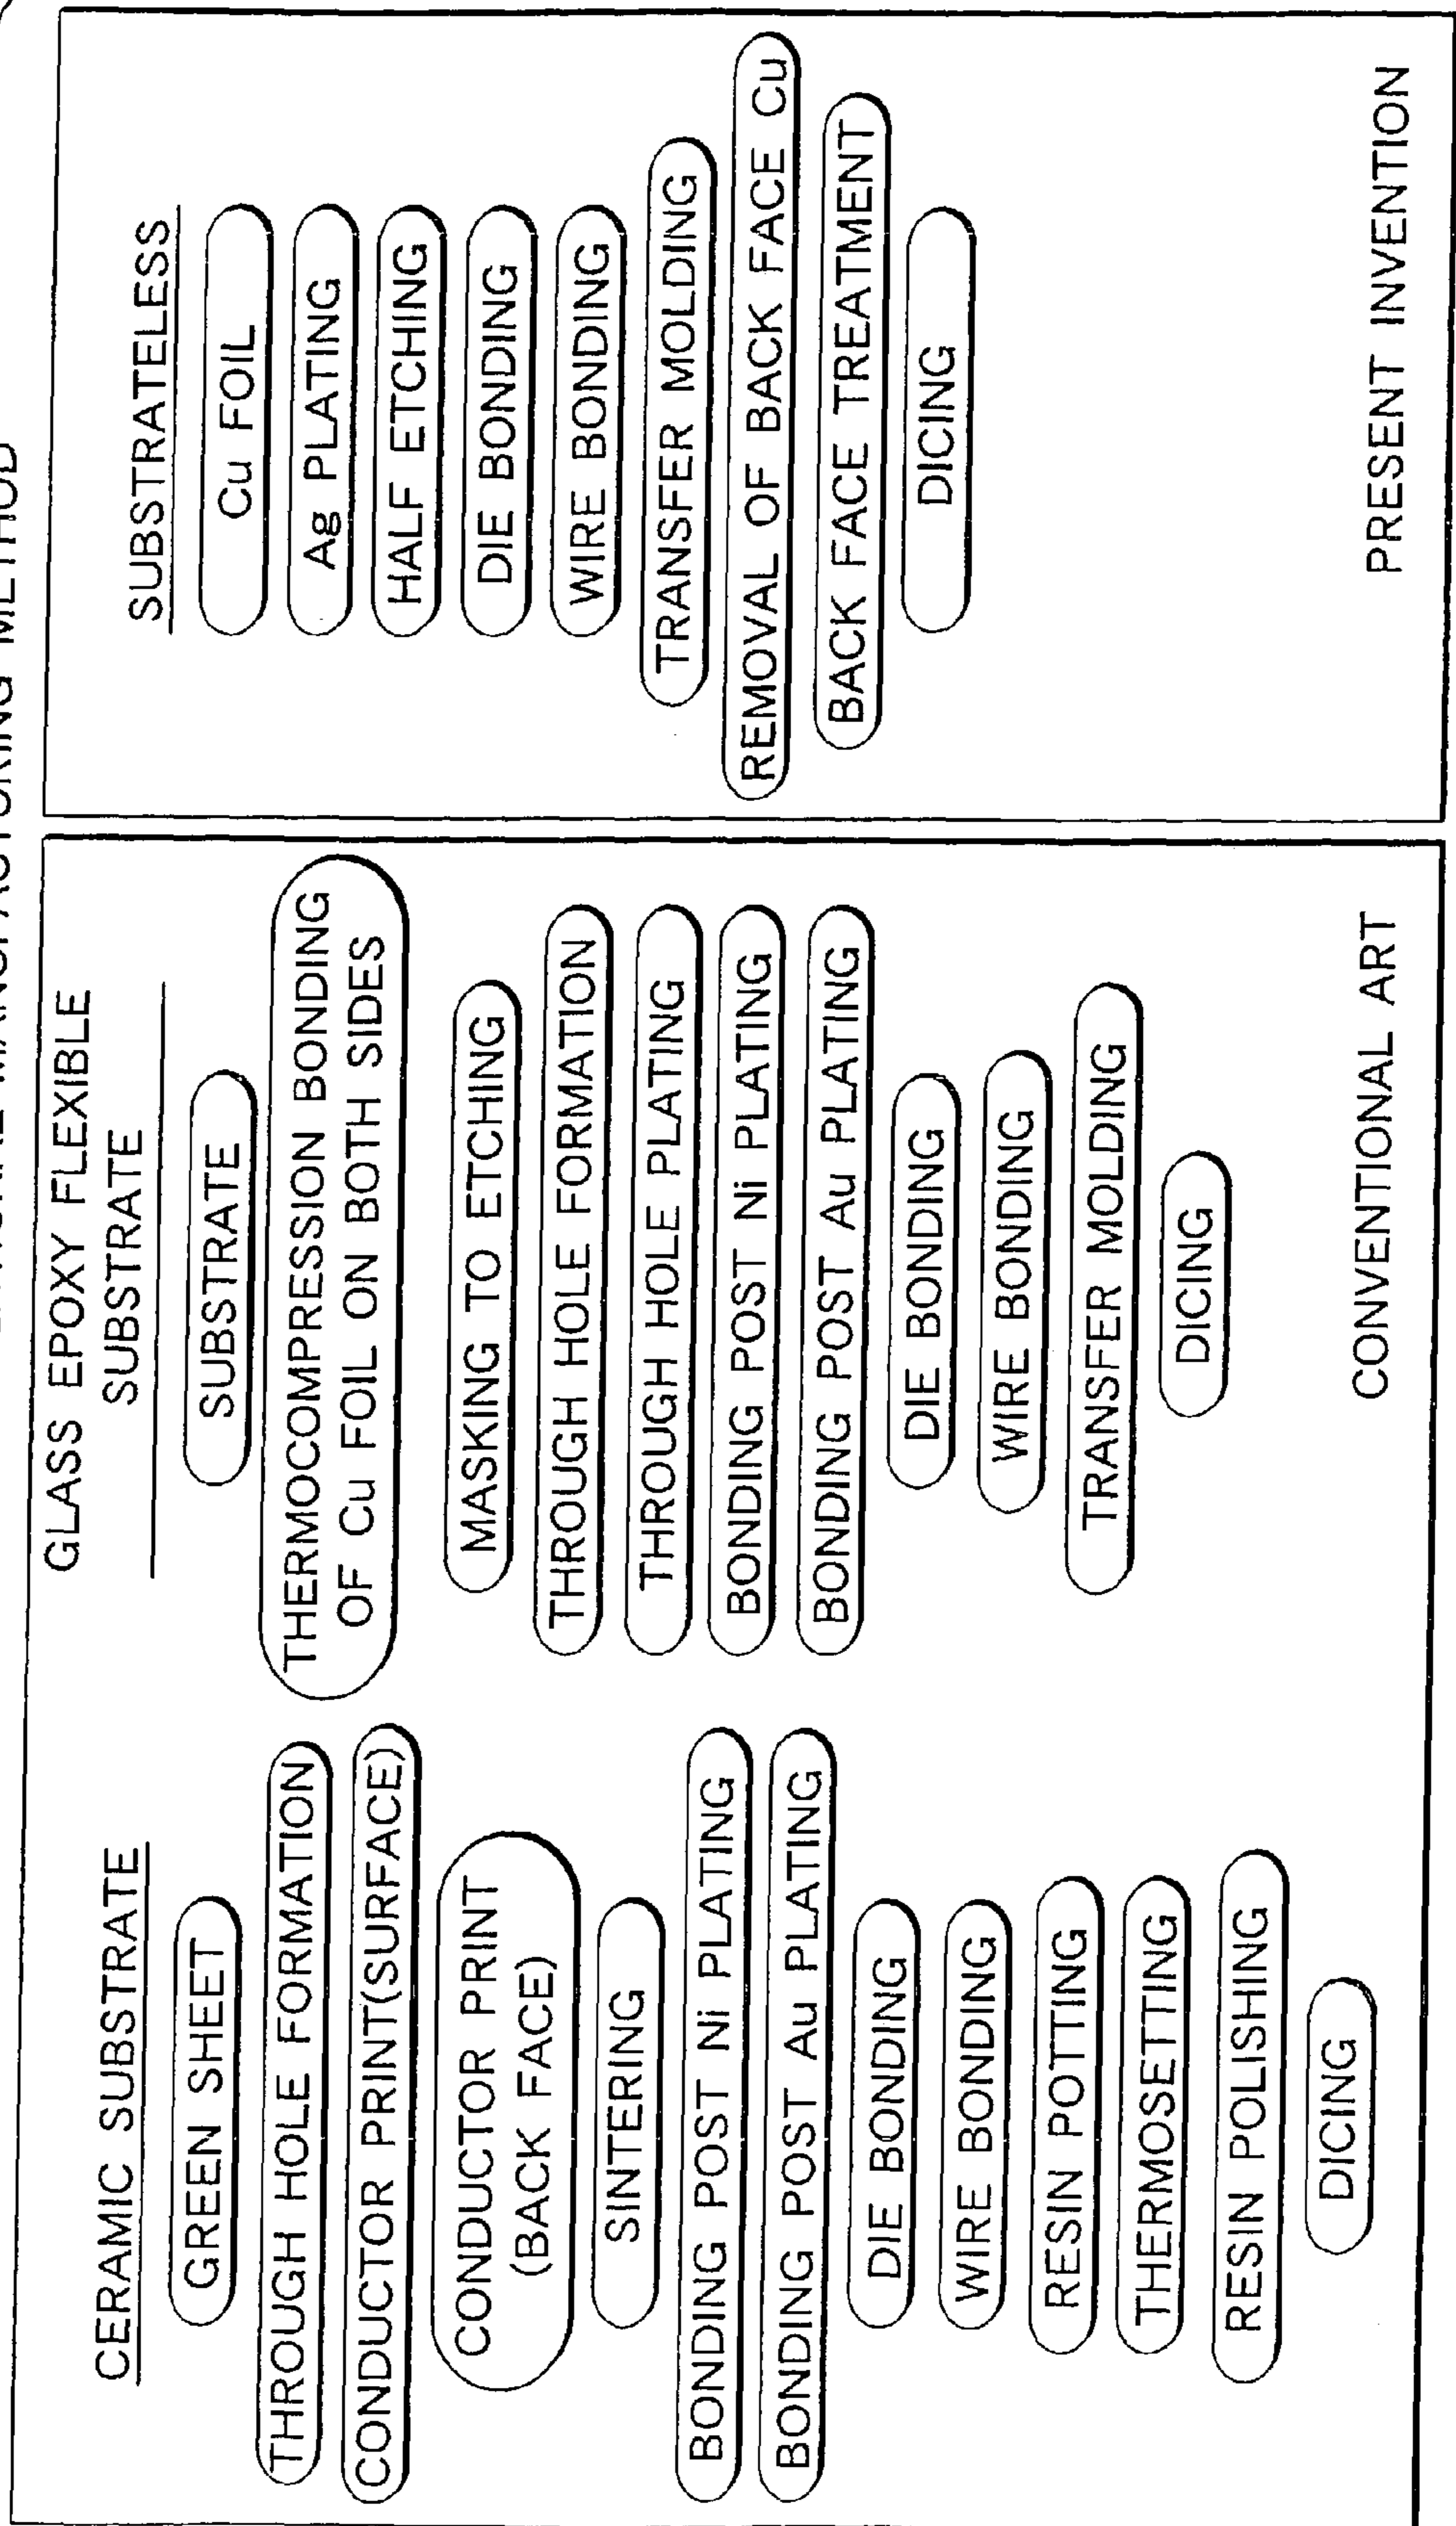 MANUFACTURING METHOD
CERAMIC SUBSTRATE
GREEN SHEET
THROUGH HOLE FORMATION
CONDUCTOR PRINT(SURFACE)
CONDUCTOR PRINT
(BACK FACE)
SINTERING
BONDING POST Ni PLATING
BONDING POST Au PLATING
DIE BONDING
WIRE BONDING
RESIN POTTING
THERMOSETTING
RESIN POLISHING
DICING
GLASS EPOXY FLEXIBLE
SUBSTRATE
SUBSTRATE
THERMOCOMPRESSION BONDING
OF Cu FOIL ON BOTH SIDES
MASKING TO ETCHING
THROUGH HOLE FORMATION
THROUGH HOLE PLATING
BONDING POST Ni PLATING
BONDING POST Au PLATING
DIE BONDING
WIRE BONDING
TRANSFER MOLDING
DICING
CONVENTIONAL ART
SUBSTRATELESS
Cu FOIL
Ag PLATING
HALF ETCHING
DIE BONDING
WIRE BONDING
TRANSFER MOLDING
REMOVAL OF BACK FACE Cu
BACK FACE TREATMENT
DICING
PRESENT INVENTION